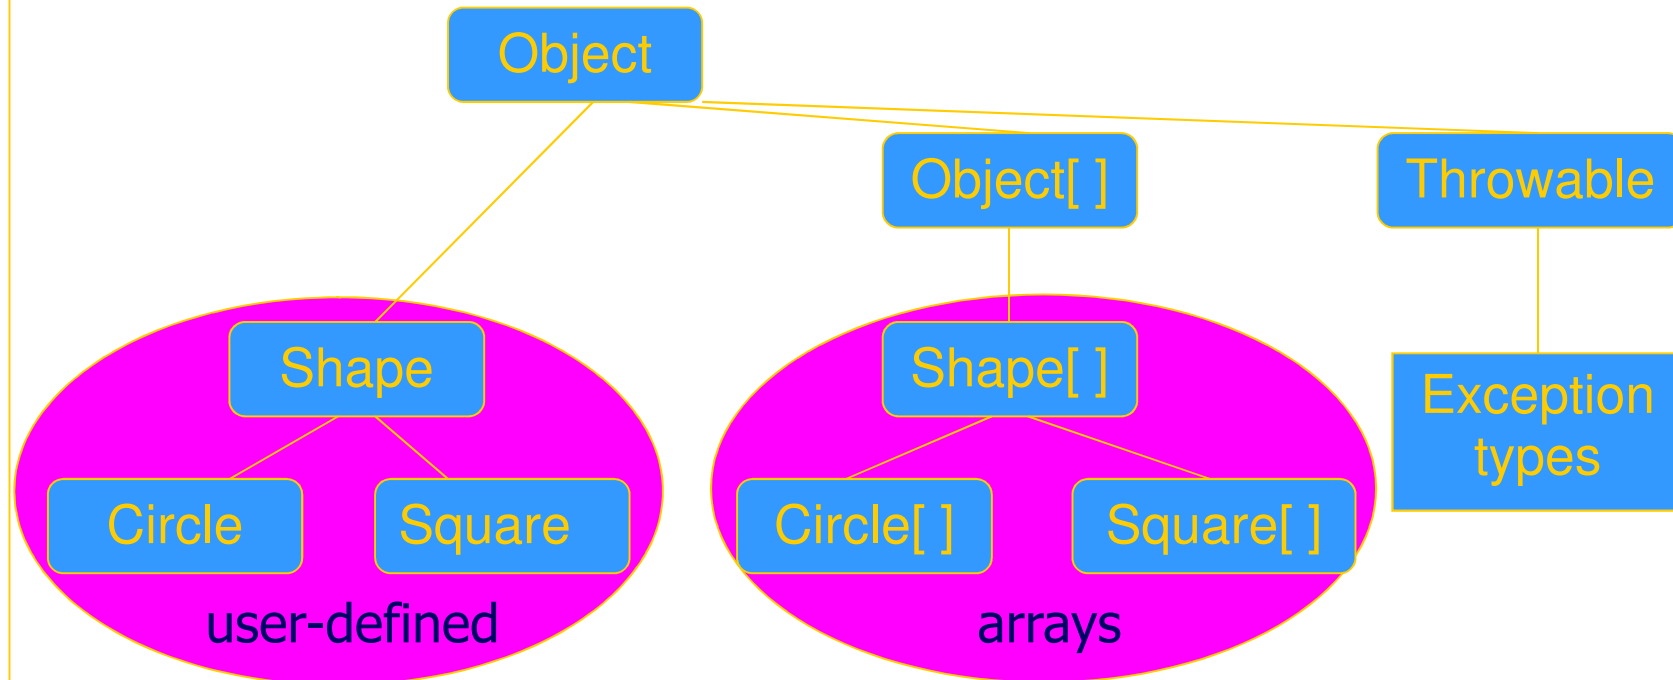 Object
Object[ ]
Throwable
Shape
Shape[ ]
Exception
types
Circle
Square
Circle[ ]
Square[ ]
user-defined
arrays